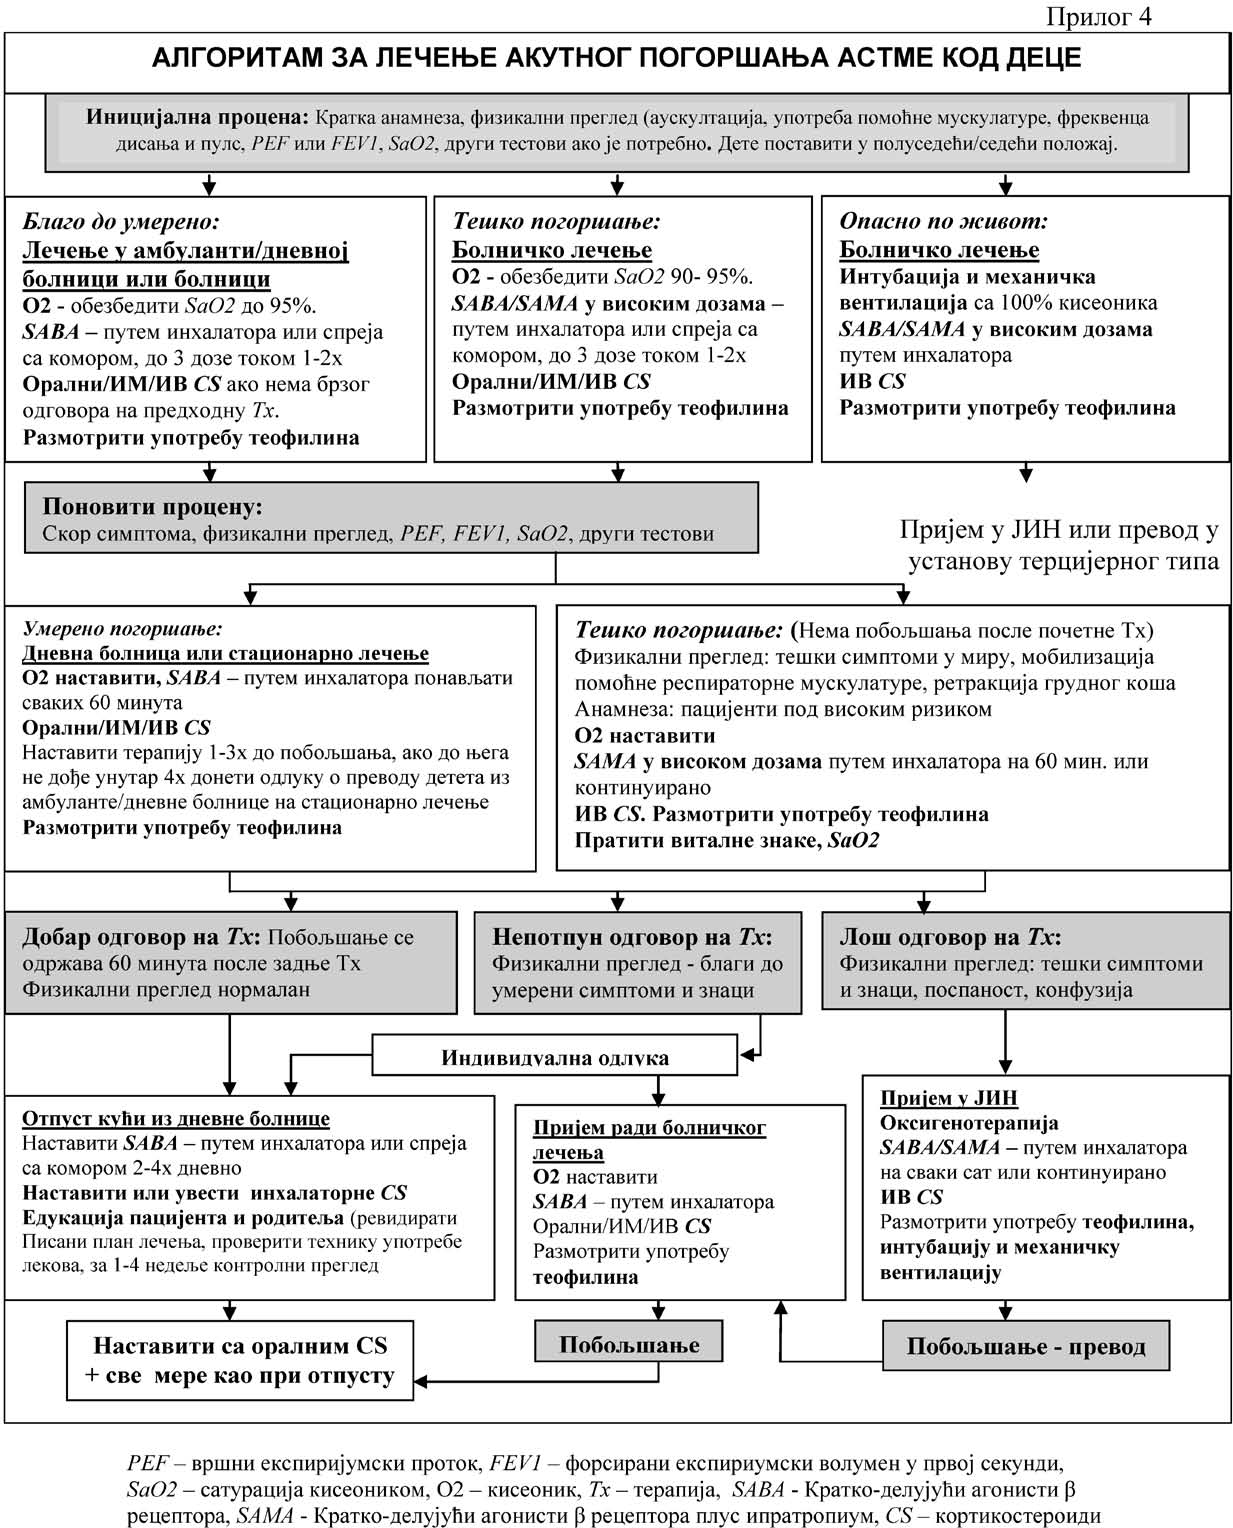 Прилог 4
АЛГОРИТАМ ЗА ЛЕЧЕЊЕ АКУТНОГ ПОГОРШАЊА АСТМЕ КОД ДЕЦЕ
Иницијална процена: Кратка анамнеза, физикални преглед (аускултација, употреба помоћне мускулатуре, фреквенца
дисања и пулс, PEF или FEV1, SaO2, други тестови ако је потребно. Дете поставити у полуседећи/седећи положај.
Благо до умерено:
Лечење у амбуланти/дневној
болници или болници
О2 - обезбедити SaO2 до 95%.
SABA – путем инхалатора или спреја
са комором, до 3 дозе током 1-2х
Орални/ИМ/ИВ CS ако нема брзог
одговора на предходну Tx.
Размотрити употребу теофилина
Тешко погоршање:
Болничко лечење
О2 - обезбедити SaO2 90- 95%.
SABA/SAMA у високим дозама –
путем инхалатора или спреја са
комором, до 3 дозе током 1-2х
Орални/ИМ/ИВ CS
Размотрити употребу теофилина
Опасно по живот:
Болничко лечење
Интубација и механичка
вентилација са 100% кисеоника
SABA/SAMA у високим дозама
путем инхалатора
ИВ CS
Размотрити употребу теофилина
Поновити процену:
Скор симптома, физикални преглед, PEF, FEV1, SaO2, други тестови
Пријем у ЈИН или превод у
установу терцијерног типа
Умерено погоршање:
Дневна болница или стационарно лечење
О2 наставити, SABA – путем инхалатора понављати
сваких 60 минута
Орални/ИМ/ИВ CS
Наставити терапију 1-3х до побољшања, ако до њега
не дође унутар 4х донети одлуку о преводу детета из
амбуланте/дневне болнице на стационарно лечење
Размотрити употребу теофилина
Тешко погоршање: (Нема побољшања после почетне Тх)
Физикални преглед: тешки симптоми у миру, мобилизација
помоћне респираторне мускулатуре, ретракција грудног коша
Анамнеза: пацијенти под високим ризиком
О2 наставити
SAMA у високом дозама путем инхалатора на 60 мин. или
континуирано
ИВ CS. Размотрити употребу теофилина
Пратити виталне знаке, SaO2
Добар одговор на Tx: Побољшање се
одржава 60 минута после задње Тх
Физикални преглед нормалан
Непотпун одговор на Tx:
Физикални преглед - благи до
умерени симптоми и знаци
Лош одговор на Tx:
Физикални преглед: тешки симптоми
и знаци, поспаност, конфузија
Индивидуална одлука
Отпуст кући из дневне болнице
Наставити SABA – путем инхалатора или спреја
са комором 2-4х дневно
Наставити или увести инхалаторне CS
Едукација пацијента и родитеља (ревидирати
Писани план лечења, проверити технику употребе
лекова, за 1-4 недеље контролни преглед
Пријем ради болничког
лечења
О2 наставити
SABA – путем инхалатора
Орални/ИМ/ИВ CS
Размотрити употребу
теофилина
Пријем у ЈИН
Оксигенотерапија
SABA/SAMA – путем инхалатора
на сваки сат или континуирано
ИВ CS
Размотрити употребу теофилина,
интубацију и механичку
вентилацију
Наставити са оралним CS
+ све мере као при отпусту
Побољшање
Побољшање - превод
PEF – вршни експиријумски проток, FEV1 – форсирани експириумски волумен у првој секунди,
SaO2 – сатурација кисеоником, О2 – кисеоник, Tx – терапија, SABA - Кратко-делујући агонисти β
рецептора, SAMA - Кратко-делујући агонисти β рецептора плус ипратропиум, CS – кортикостероиди